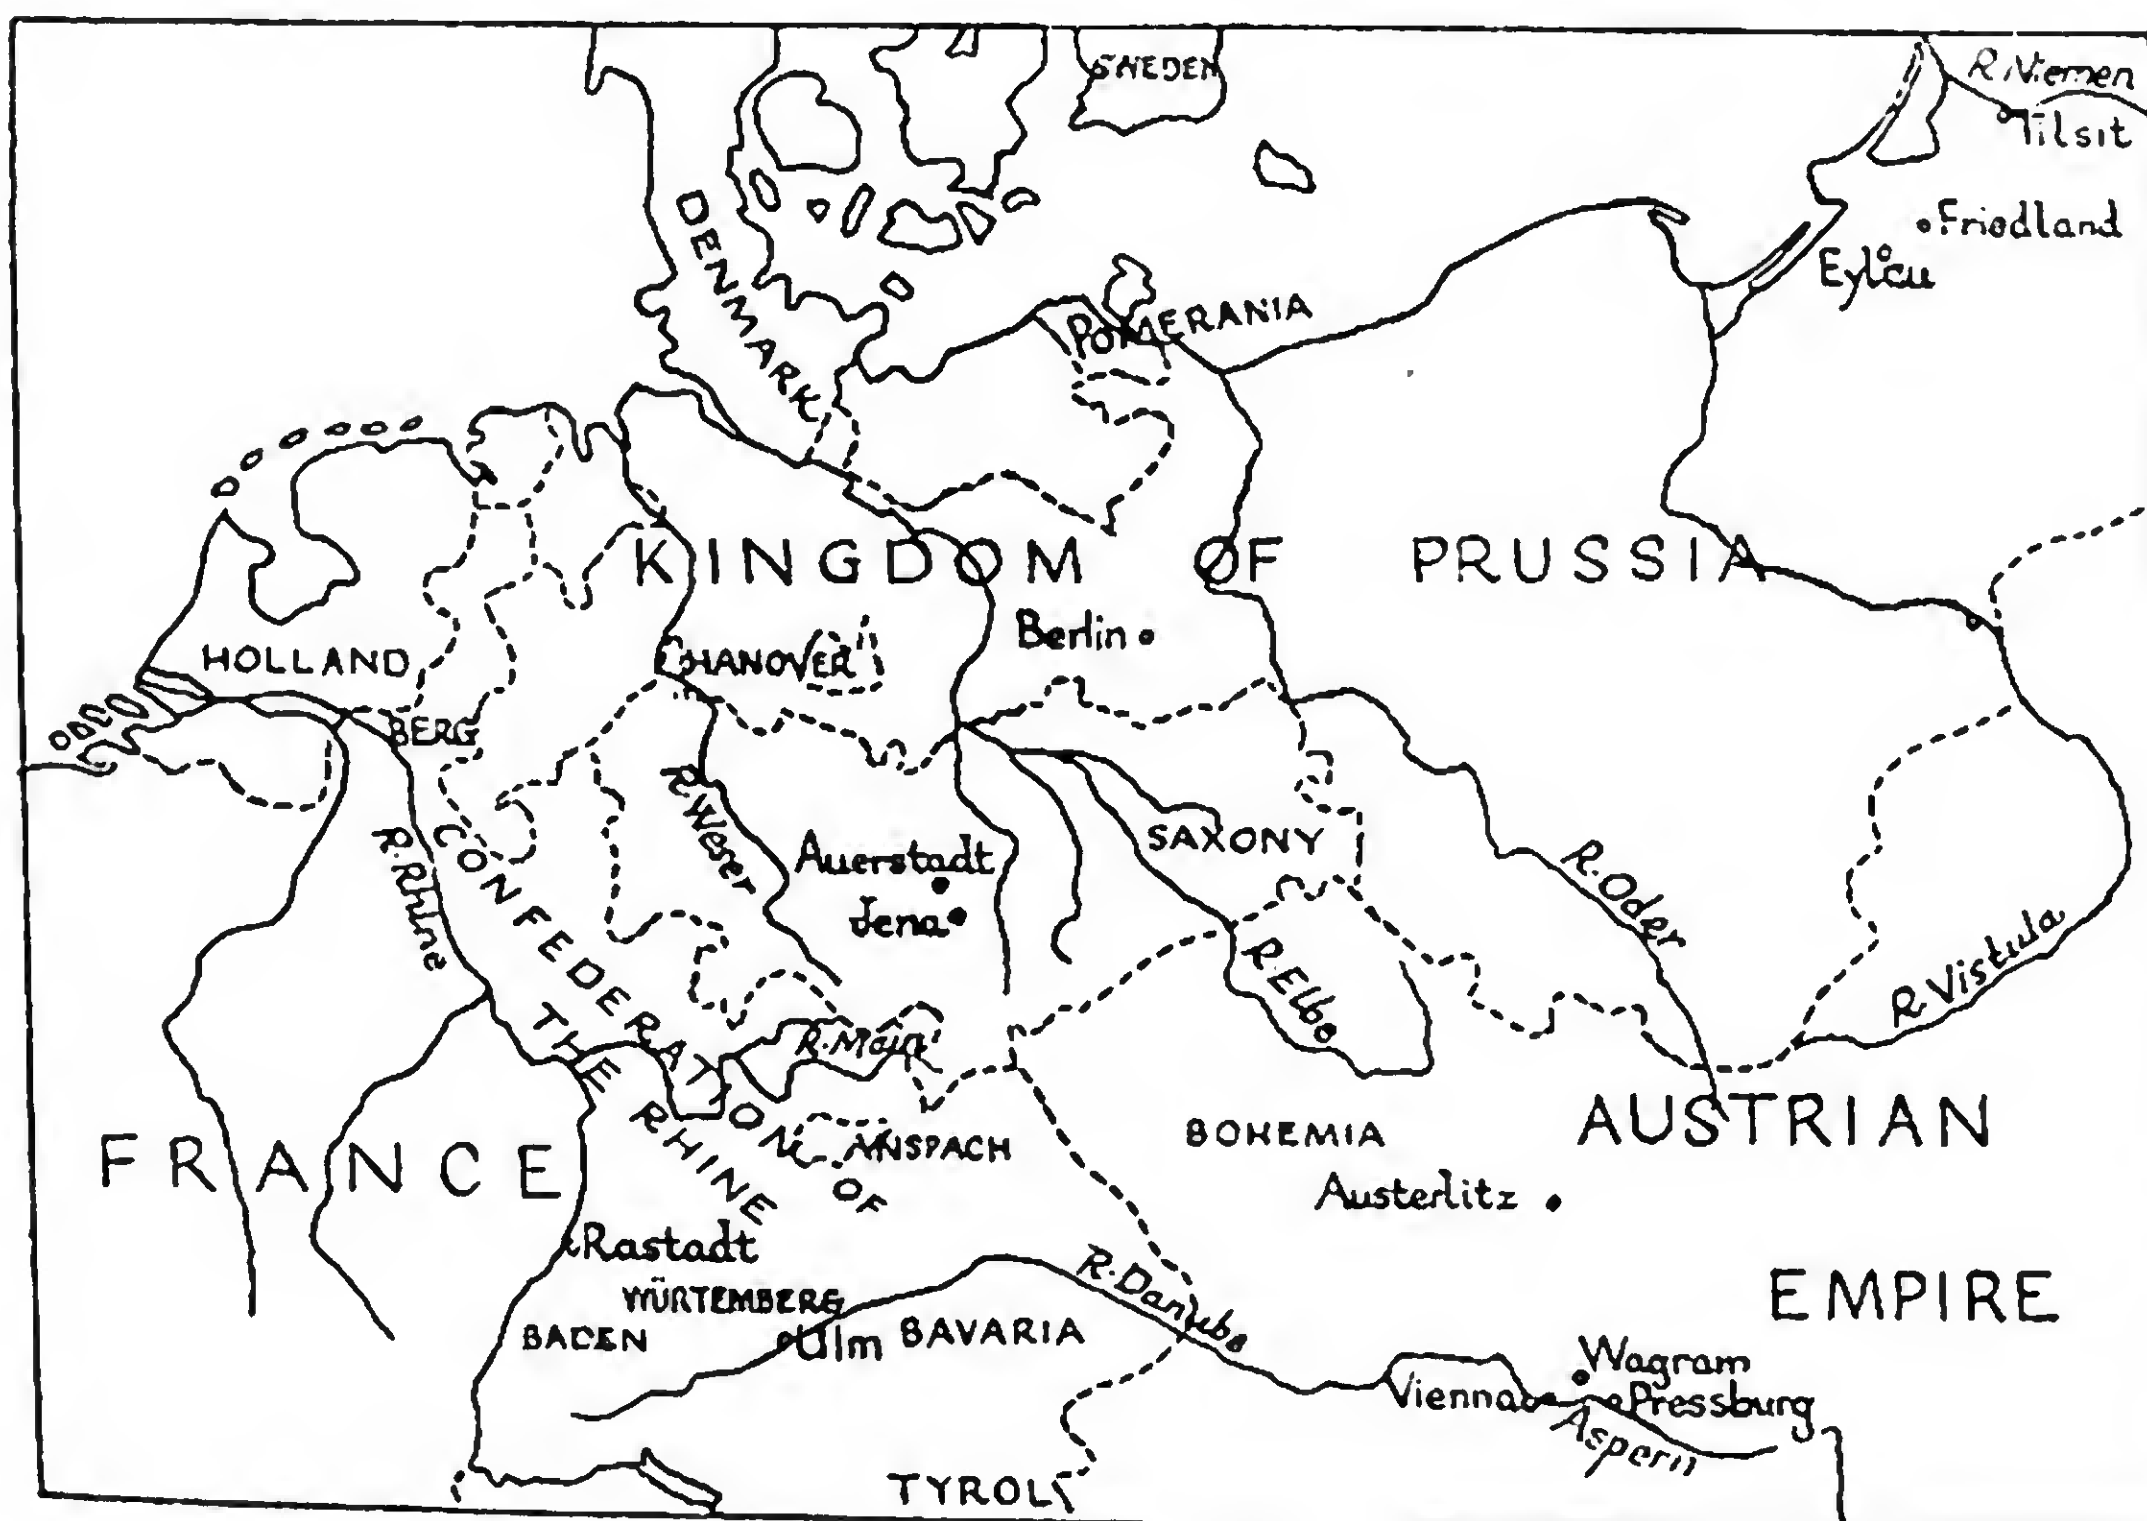 SWEDEN
R. Niemen
Tilsit
Friedland
Eylau
DENMARK
POMERANIA
KINGDOM OF PRUSSIA
Berlin
HOLLAND
HANOVER
BERG
R. Weser
R. Rhine
Auerstadt
Jena
SAXONY
R. Oder
R. Vistula
R. Elbe
CONFEDERATION OF
THE RHINE
R. Main
FRANCE
ANSPACH
BOHEMIA
AUSTRIAN
EMPIRE
Austerlitz
Rastadt
WÜRTEMBERG
BADEN
Ulm
BAVARIA
R. Danube
Wagram
Vienna
Pressburg
Aspern
TYROL